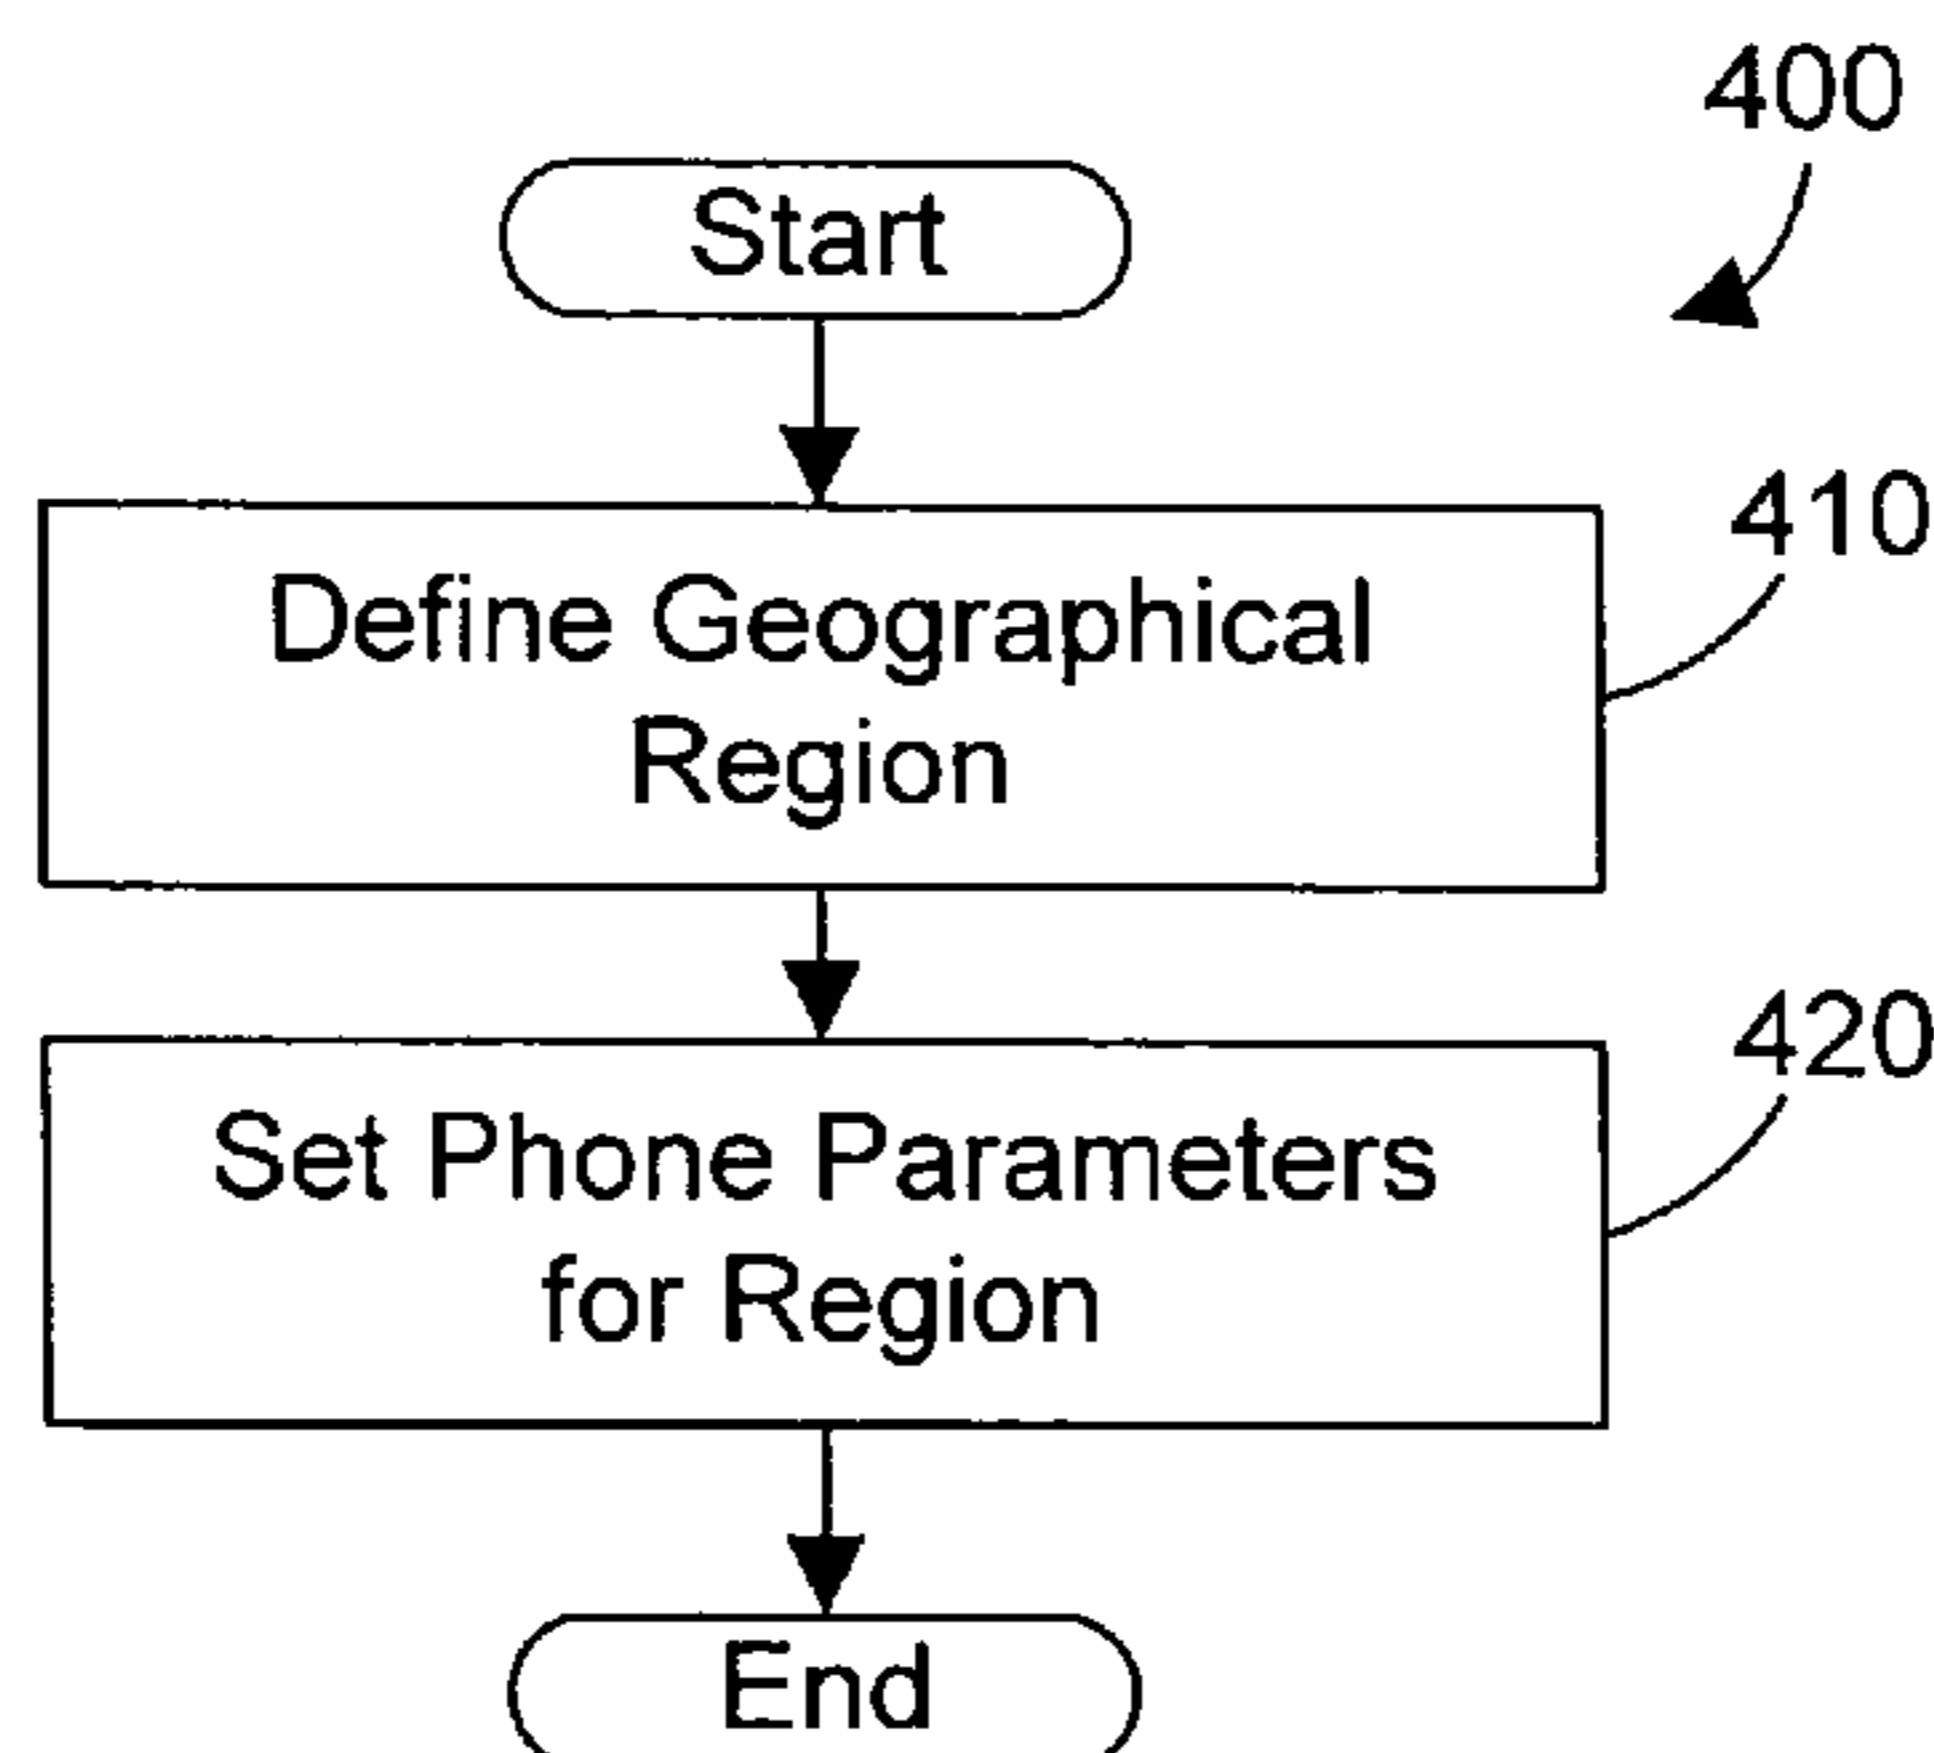 400
Start
410
Define Geographical
Region
420
Set Phone Parameters
for Region
End